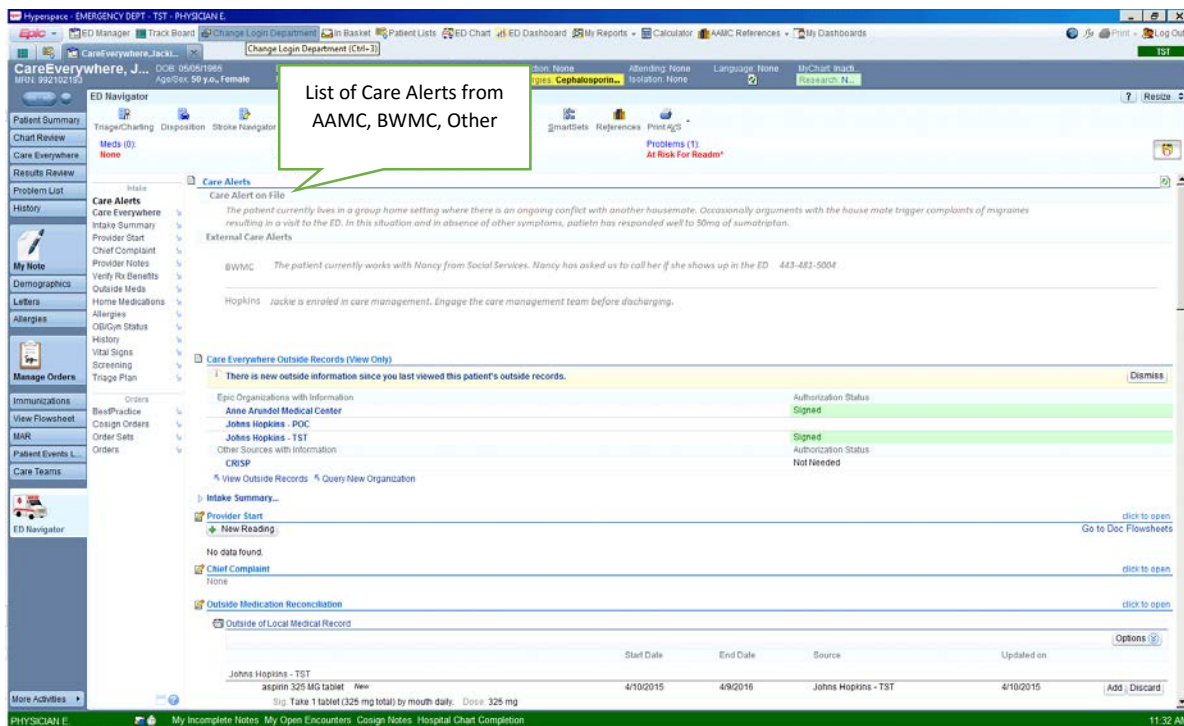 Hyperspace - EMERGENCY DEPT - TST - PHYSICIAN E.
Epic ED Manager Track Board Change Login Department In Basket Patient Lists ED Chart ED Dashboard My Reports Calculator AAMC References My Dashboards Print Log Out
CareEverywhere,Jacki... Change Login Department (Ctrl+3) TST
CareEverywhere, J... DOB: 05/05/1965 Attending: None Language: None MyChart: Inacti...
MRN: 992102193 Age/Sex: 50 y.o., Female Cephalosporin... Isolation: None Research: N...
ED Navigator ? Resize
List of Care Alerts from
AAMC, BWMC, Other
Triage/Charting Disposition Stroke Navigator SmartSets References Print AVS
Meds (0): Problems (1):
None At Risk For Readm*
Patient Summary
Chart Review
Care Everywhere
Results Review
Problem List
History
My Note
Demographics
Letters
Allergies
Manage Orders
Immunizations
View Flowsheet
MAR
Patient Events L...
Care Teams
ED Navigator
More Activities
Intake
Care Alerts
Care Everywhere
Intake Summary
Provider Start
Chief Complaint
Provider Notes
Verify Rx Benefits
Outside Meds
Home Medications
Allergies
OB/Gyn Status
History
Vital Signs
Screening
Triage Plan
Orders
BestPractice
Cosign Orders
Order Sets
Orders
Care Alerts
Care Alert on File
The patient currently lives in a group home setting where there is an ongoing conflict with another housemate. Occasionally arguments with the house mate trigger complaints of migraines
resulting in a visit to the ED. In this situation and in absence of other symptoms, patietn has responded well to 50mg of sumatriptan.
External Care Alerts
BWMC The patient currently works with Nancy from Social Services. Nancy has asked us to call her if she shows up in the ED 443-481-5004
Hopkins Jackie is enroled in care management. Engage the care management team before discharging.
Care Everywhere Outside Records (View Only)
There is new outside information since you last viewed this patient's outside records. Dismiss
Epic Organizations with Information Authorization Status
Anne Arundel Medical Center Signed
Johns Hopkins - POC
Johns Hopkins - TST Signed
Other Sources with Information Authorization Status
CRISP Not Needed
View Outside Records Query New Organization
Intake Summary...
Provider Start click to open
New Reading Go to Doc Flowsheets
No data found.
Chief Complaint click to open
None
Outside Medication Reconciliation click to open
Outside of Local Medical Record
Options
Start Date End Date Source Updated on
Johns Hopkins - TST
aspirin 325 MG tablet New 4/10/2015 4/9/2016 Johns Hopkins - TST 4/10/2015 Add Discard
Sig: Take 1 tablet (325 mg total) by mouth daily. Dose: 325 mg
PHYSICIAN E. My Incomplete Notes My Open Encounters Cosign Notes Hospital Chart Completion 11:32 AM